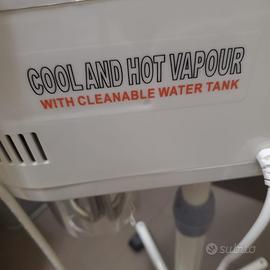 COOL AND HOT VAPOUR
WITH CLEANABLE WATER TANK
subito